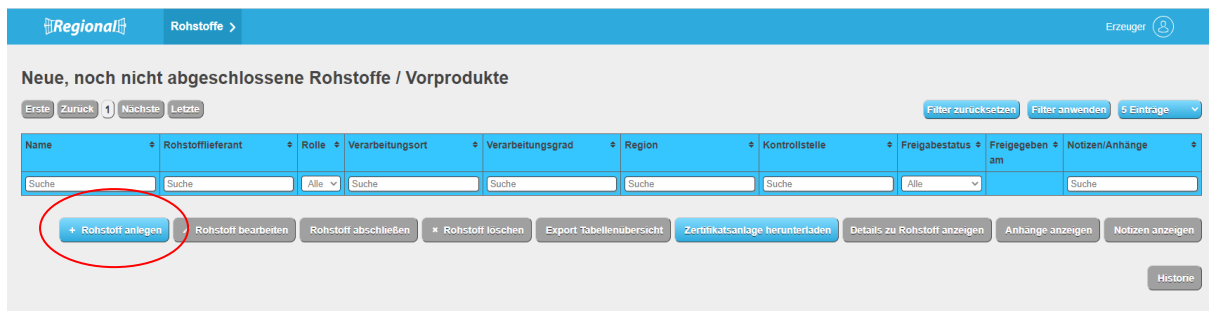 Regional Rohstoffe > Erzeuger
Neue, noch nicht abgeschlossene Rohstoffe / Vorprodukte
Erste Zurück 1 Nächste Letzte Filter zurücksetzen Filter anwenden 5 Einträge
Name Rohstofflieferant Rolle Verarbeitungsort Verarbeitungsgrad Region Kontrollstelle Freigabestatus Freigegeben am Notizen/Anhänge
Suche Suche Alle Suche Suche Suche Suche Alle Suche
+ Rohstoff anlegen Rohstoff bearbeiten Rohstoff abschließen × Rohstoff löschen Export Tabellenübersicht Zertifikatsanlage herunterladen Details zu Rohstoff anzeigen Anhänge anzeigen Notizen anzeigen
Historie